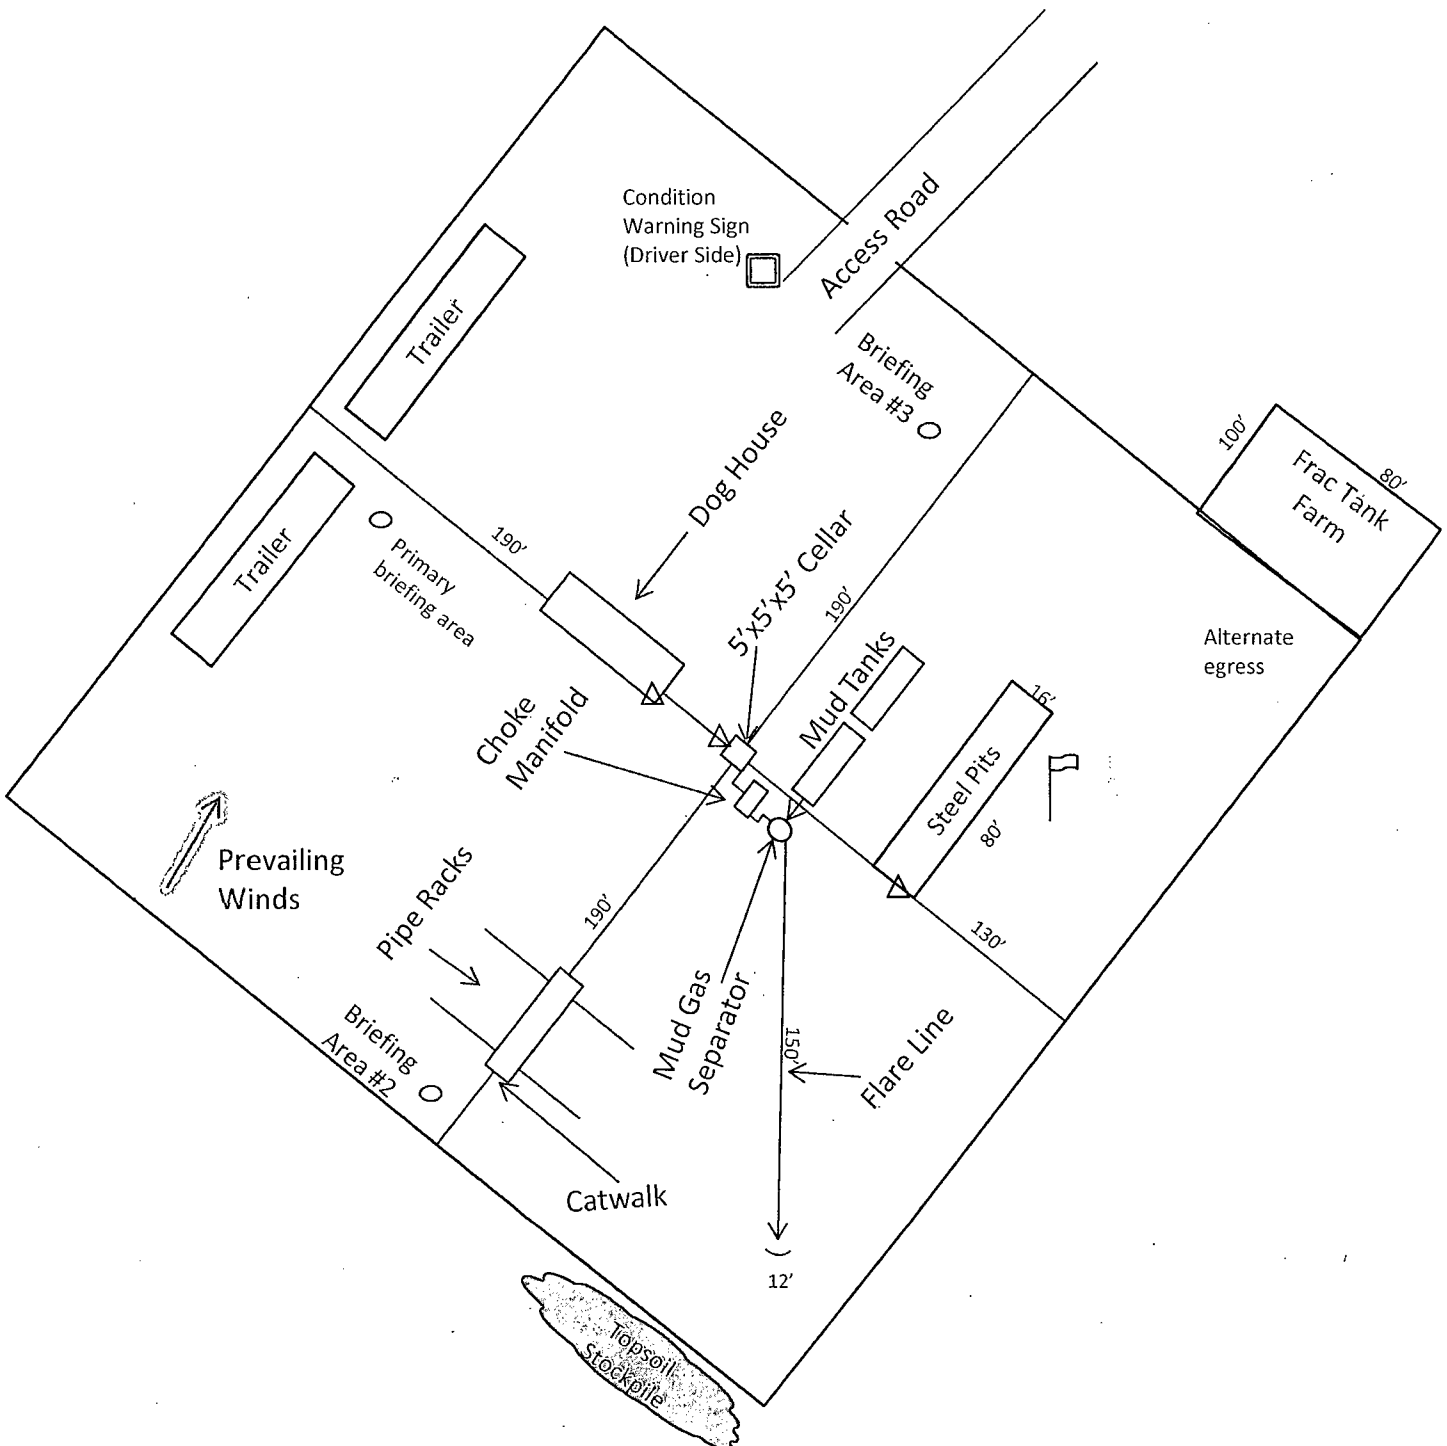 Condition
Warning Sign
(Driver Side)
Access Road
Trailer
Briefing
Area #3
100'
80'
Frac Tank
Farm
Dog House
190'
Trailer
Primary
briefing area
5'x5'x5' Cellar
190'
Mud Tanks
Alternate
egress
16'
Choke
Manifold
Steel Pits
80'
Prevailing
Winds
Pipe Racks
190'
130'
Mud Gas
Separator
150'
Flare Line
Briefing
Area #2
Catwalk
12'
Topsoil
Stockpile